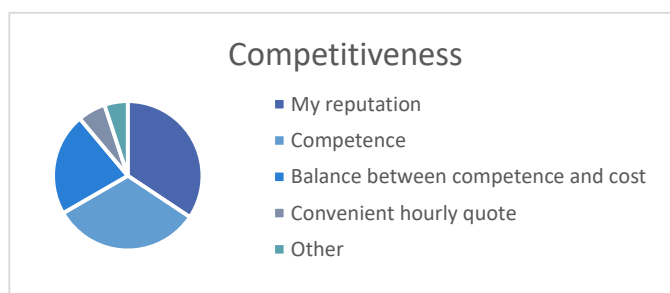 Competitiveness
My reputation
Competence
Balance between competence and cost
Convenient hourly quote
Other